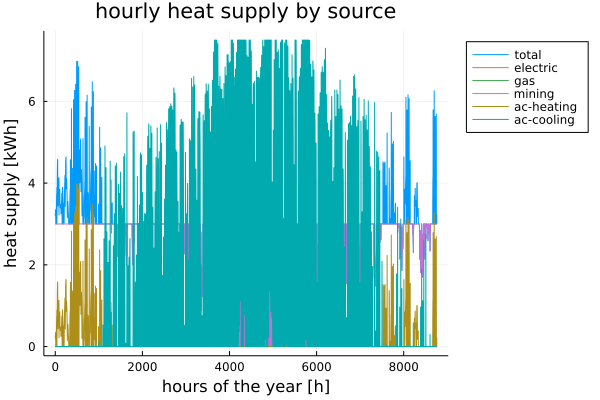 hourly heat supply by source
heat supply [kWh]
6
4
2
0
0
2000
4000
6000
8000
hours of the year [h]
total
electric
gas
mining
ac-heating
ac-cooling